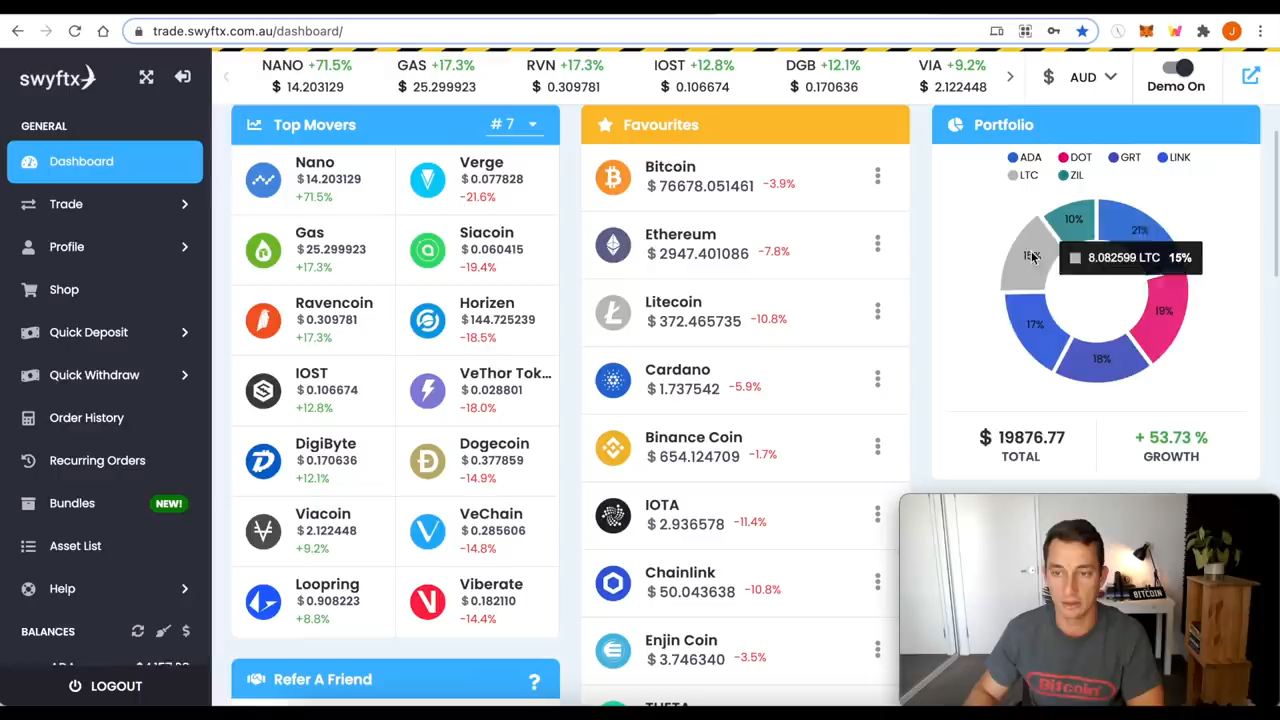 trade.swyftx.com.au/dashboard/
J
swyftx
NANO +71.5%
$ 14.203129
GAS +17.3%
$ 25.299923
RVN +17.3%
$ 0.309781
IOST +12.8%
$ 0.106674
DGB +12.1%
$ 0.170636
VIA +9.2%
$ 2.122448
$ AUD
Demo On
GENERAL
Dashboard
Trade
Profile
Shop
Quick Deposit
Quick Withdraw
Order History
Recurring Orders
Bundles NEW!
Asset List
Help
BALANCES $
LOGOUT
Top Movers # 7
Nano
$ 14.203129
+71.5%
Verge
$ 0.077828
-21.6%
Gas
$ 25.299923
+17.3%
Siacoin
$ 0.060415
-19.4%
Ravencoin
$ 0.309781
+17.3%
Horizen
$ 144.725239
-18.5%
IOST
$ 0.106674
+12.8%
VeThor Tok...
$ 0.028801
-18.0%
DigiByte
$ 0.170636
+12.1%
Dogecoin
$ 0.377859
-14.9%
Viacoin
$ 2.122448
+9.2%
VeChain
$ 0.285606
-14.8%
Loopring
$ 0.908223
+8.8%
Viberate
$ 0.182110
-14.4%
Refer A Friend ?
Favourites
Bitcoin
$ 76678.051461 -3.9%
Ethereum
$ 2947.401086 -7.8%
Litecoin
$ 372.465735 -10.8%
Cardano
$ 1.737542 -5.9%
Binance Coin
$ 654.124709 -1.7%
IOTA
$ 2.936578 -11.4%
Chainlink
$ 50.043638 -10.8%
Enjin Coin
$ 3.746340 -3.5%
Portfolio
ADA DOT GRT LINK
LTC ZIL
10%
21%
8.082599 LTC 15%
19%
17%
18%
$ 19876.77
TOTAL
+ 53.73 %
GROWTH
BITCOIN
Bitcoin